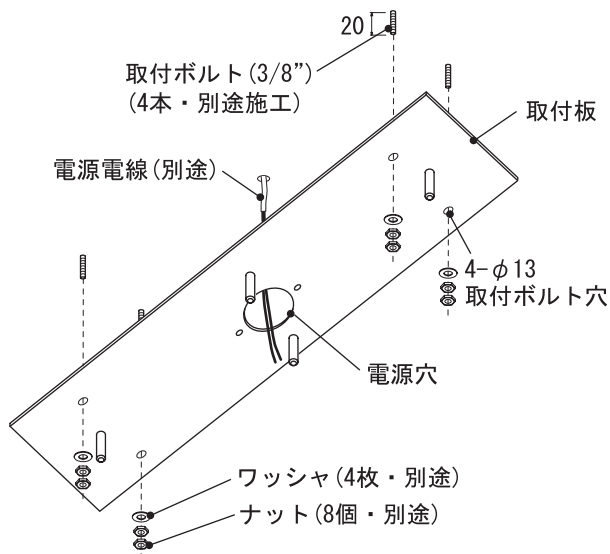 20
取付ボルト(3/8”)
(4本・別途施工)
取付板
電源電線(別途)
4-φ13
取付ボルト穴
電源穴
ワッシャ(4枚・別途)
ナット(8個・別途)